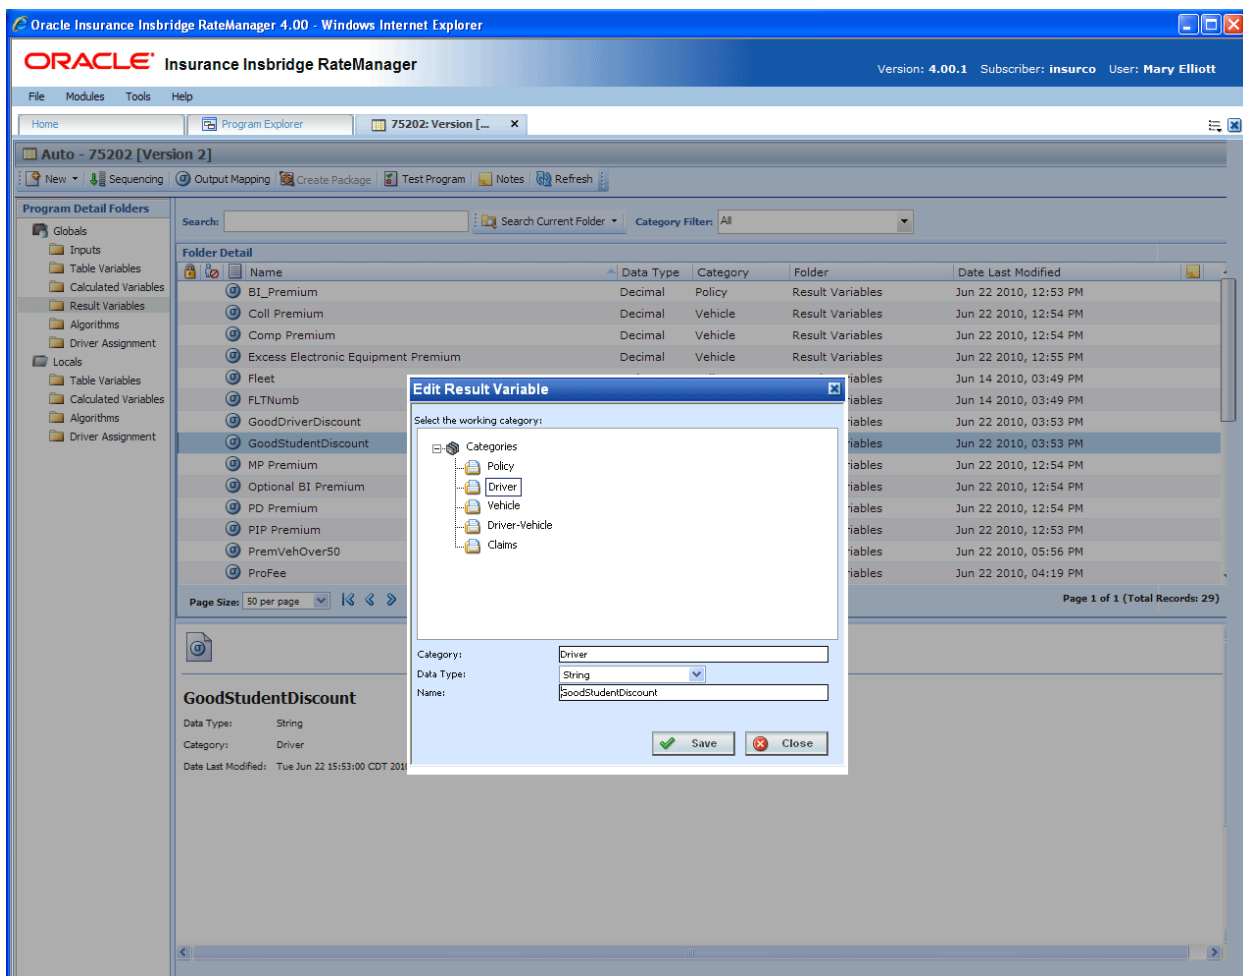 Oracle Insurance Insbridge RateManager 4.00 - Windows Internet Explorer
ORACLE Insurance Insbridge RateManager
Version: 4.00.1 Subscriber: insurco User: Mary Elliott
File Modules Tools Help
Home Program Explorer 75202: Version [...
Auto - 75202 [Version 2]
New Sequencing Output Mapping Create Package Test Program Notes Refresh
Program Detail Folders
Globals
Inputs
Table Variables
Calculated Variables
Result Variables
Algorithms
Driver Assignment
Locals
Table Variables
Calculated Variables
Algorithms
Driver Assignment
Search: Search Current Folder Category Filter: All
Folder Detail
Name Data Type Category Folder Date Last Modified
BI_Premium Decimal Policy Result Variables Jun 22 2010, 12:53 PM
Coll Premium Decimal Vehicle Result Variables Jun 22 2010, 12:54 PM
Comp Premium Decimal Vehicle Result Variables Jun 22 2010, 12:54 PM
Excess Electronic Equipment Premium Decimal Vehicle Result Variables Jun 22 2010, 12:55 PM
Fleet iables Jun 14 2010, 03:49 PM
FLTNumb iables Jun 14 2010, 03:49 PM
GoodDriverDiscount iables Jun 22 2010, 03:53 PM
GoodStudentDiscount iables Jun 22 2010, 03:53 PM
MP Premium iables Jun 22 2010, 12:54 PM
Optional BI Premium iables Jun 22 2010, 12:54 PM
PD Premium iables Jun 22 2010, 12:54 PM
PIP Premium iables Jun 22 2010, 12:53 PM
PremVehOver50 iables Jun 22 2010, 05:56 PM
ProFee iables Jun 22 2010, 04:19 PM
Page Size: 50 per page Page 1 of 1 (Total Records: 29)
GoodStudentDiscount
Data Type: String
Category: Driver
Date Last Modified: Tue Jun 22 15:53:00 CDT 2010
Edit Result Variable
Select the working category:
Categories
Policy
Driver
Vehicle
Driver-Vehicle
Claims
Category: Driver
Data Type: String
Name: GoodStudentDiscount
Save Close